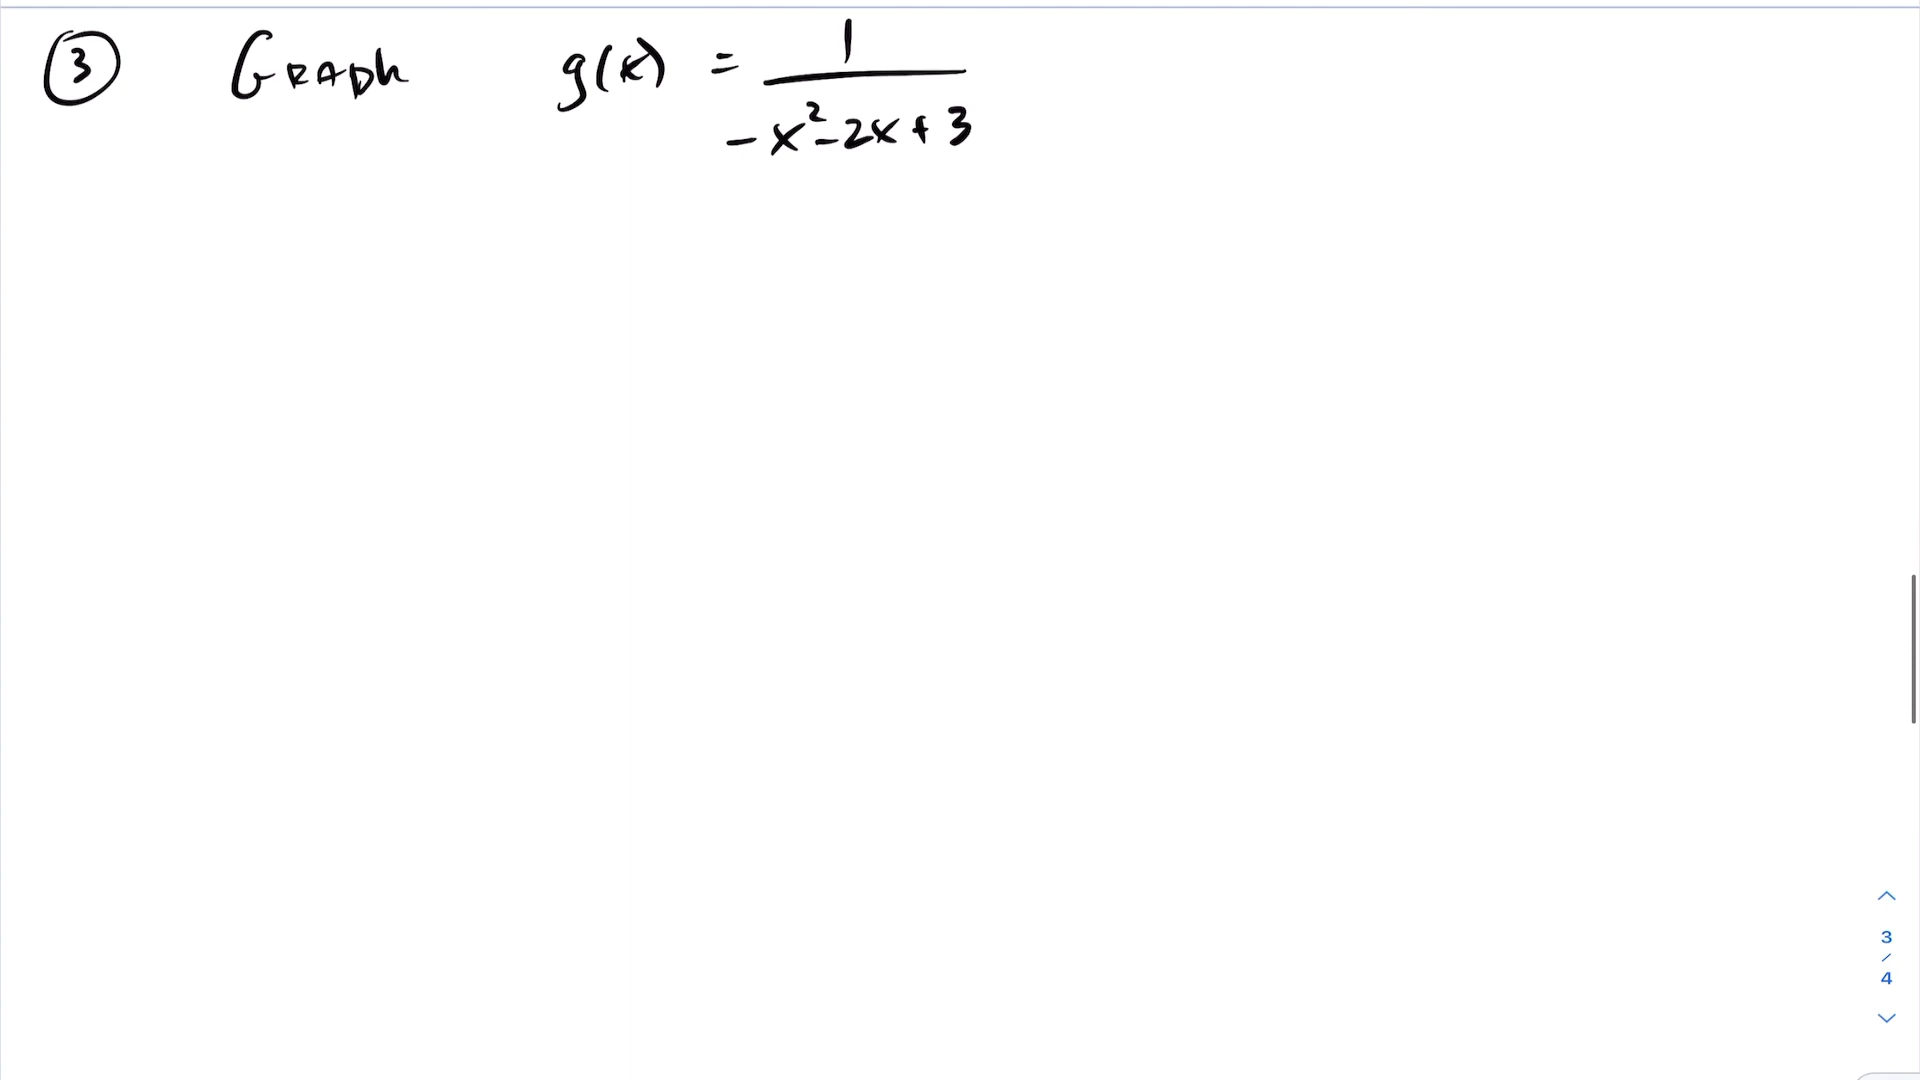 ③ GRAPh g(x) = 1 / (-x²-2x+3)
3
/
4